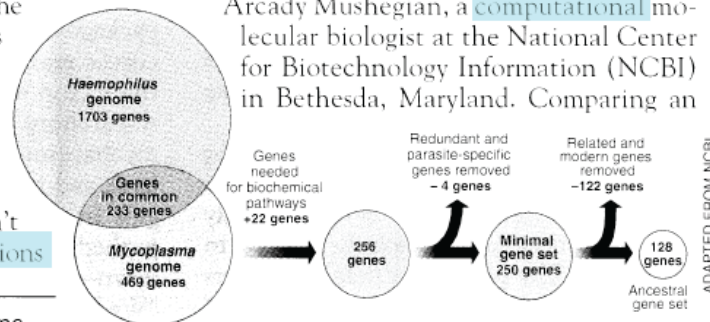 he
Arcady Mushegian, a computational mo-
lecular biologist at the National Center
for Biotechnology Information (NCBI)
in Bethesda, Maryland. Comparing an
Haemophilus
genome
1703 genes
Genes
in common
233 genes
Mycoplasma
genome
469 genes
Genes
needed
for biochemical
pathways
+22 genes
256
genes
Redundant and
parasite-specific
genes removed
– 4 genes
Minimal
gene set
250 genes
Related and
modern genes
removed
–122 genes
128
genes
Ancestral
gene set
ADAPTED FROM NCBI
't
ions